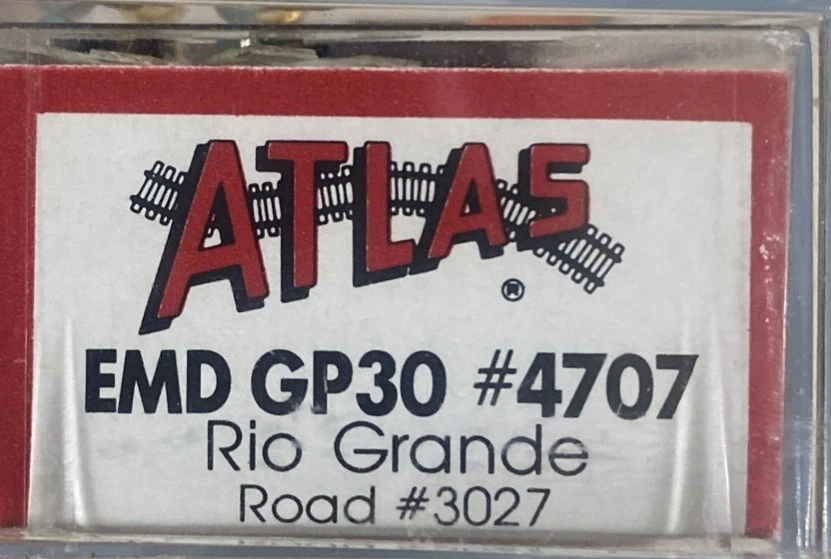 ATLAS
®
EMD GP30 #4707
Rio Grande
Road #3027